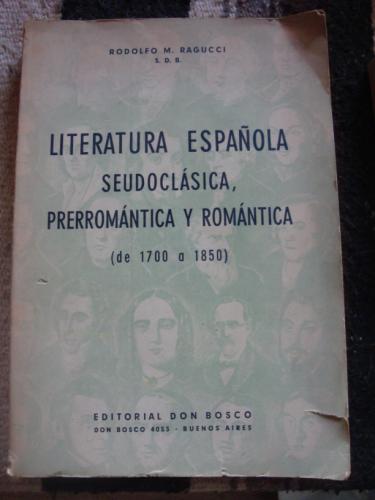 RODOLFO M. RAGUCCI
S. D. B.
LITERATURA ESPAÑOLA
SEUDOCLÁSICA,
PRERROMÁNTICA Y ROMÁNTICA
(de 1700 a 1850)
EDITORIAL DON BOSCO
DON BOSCO 4053 - BUENOS AIRES